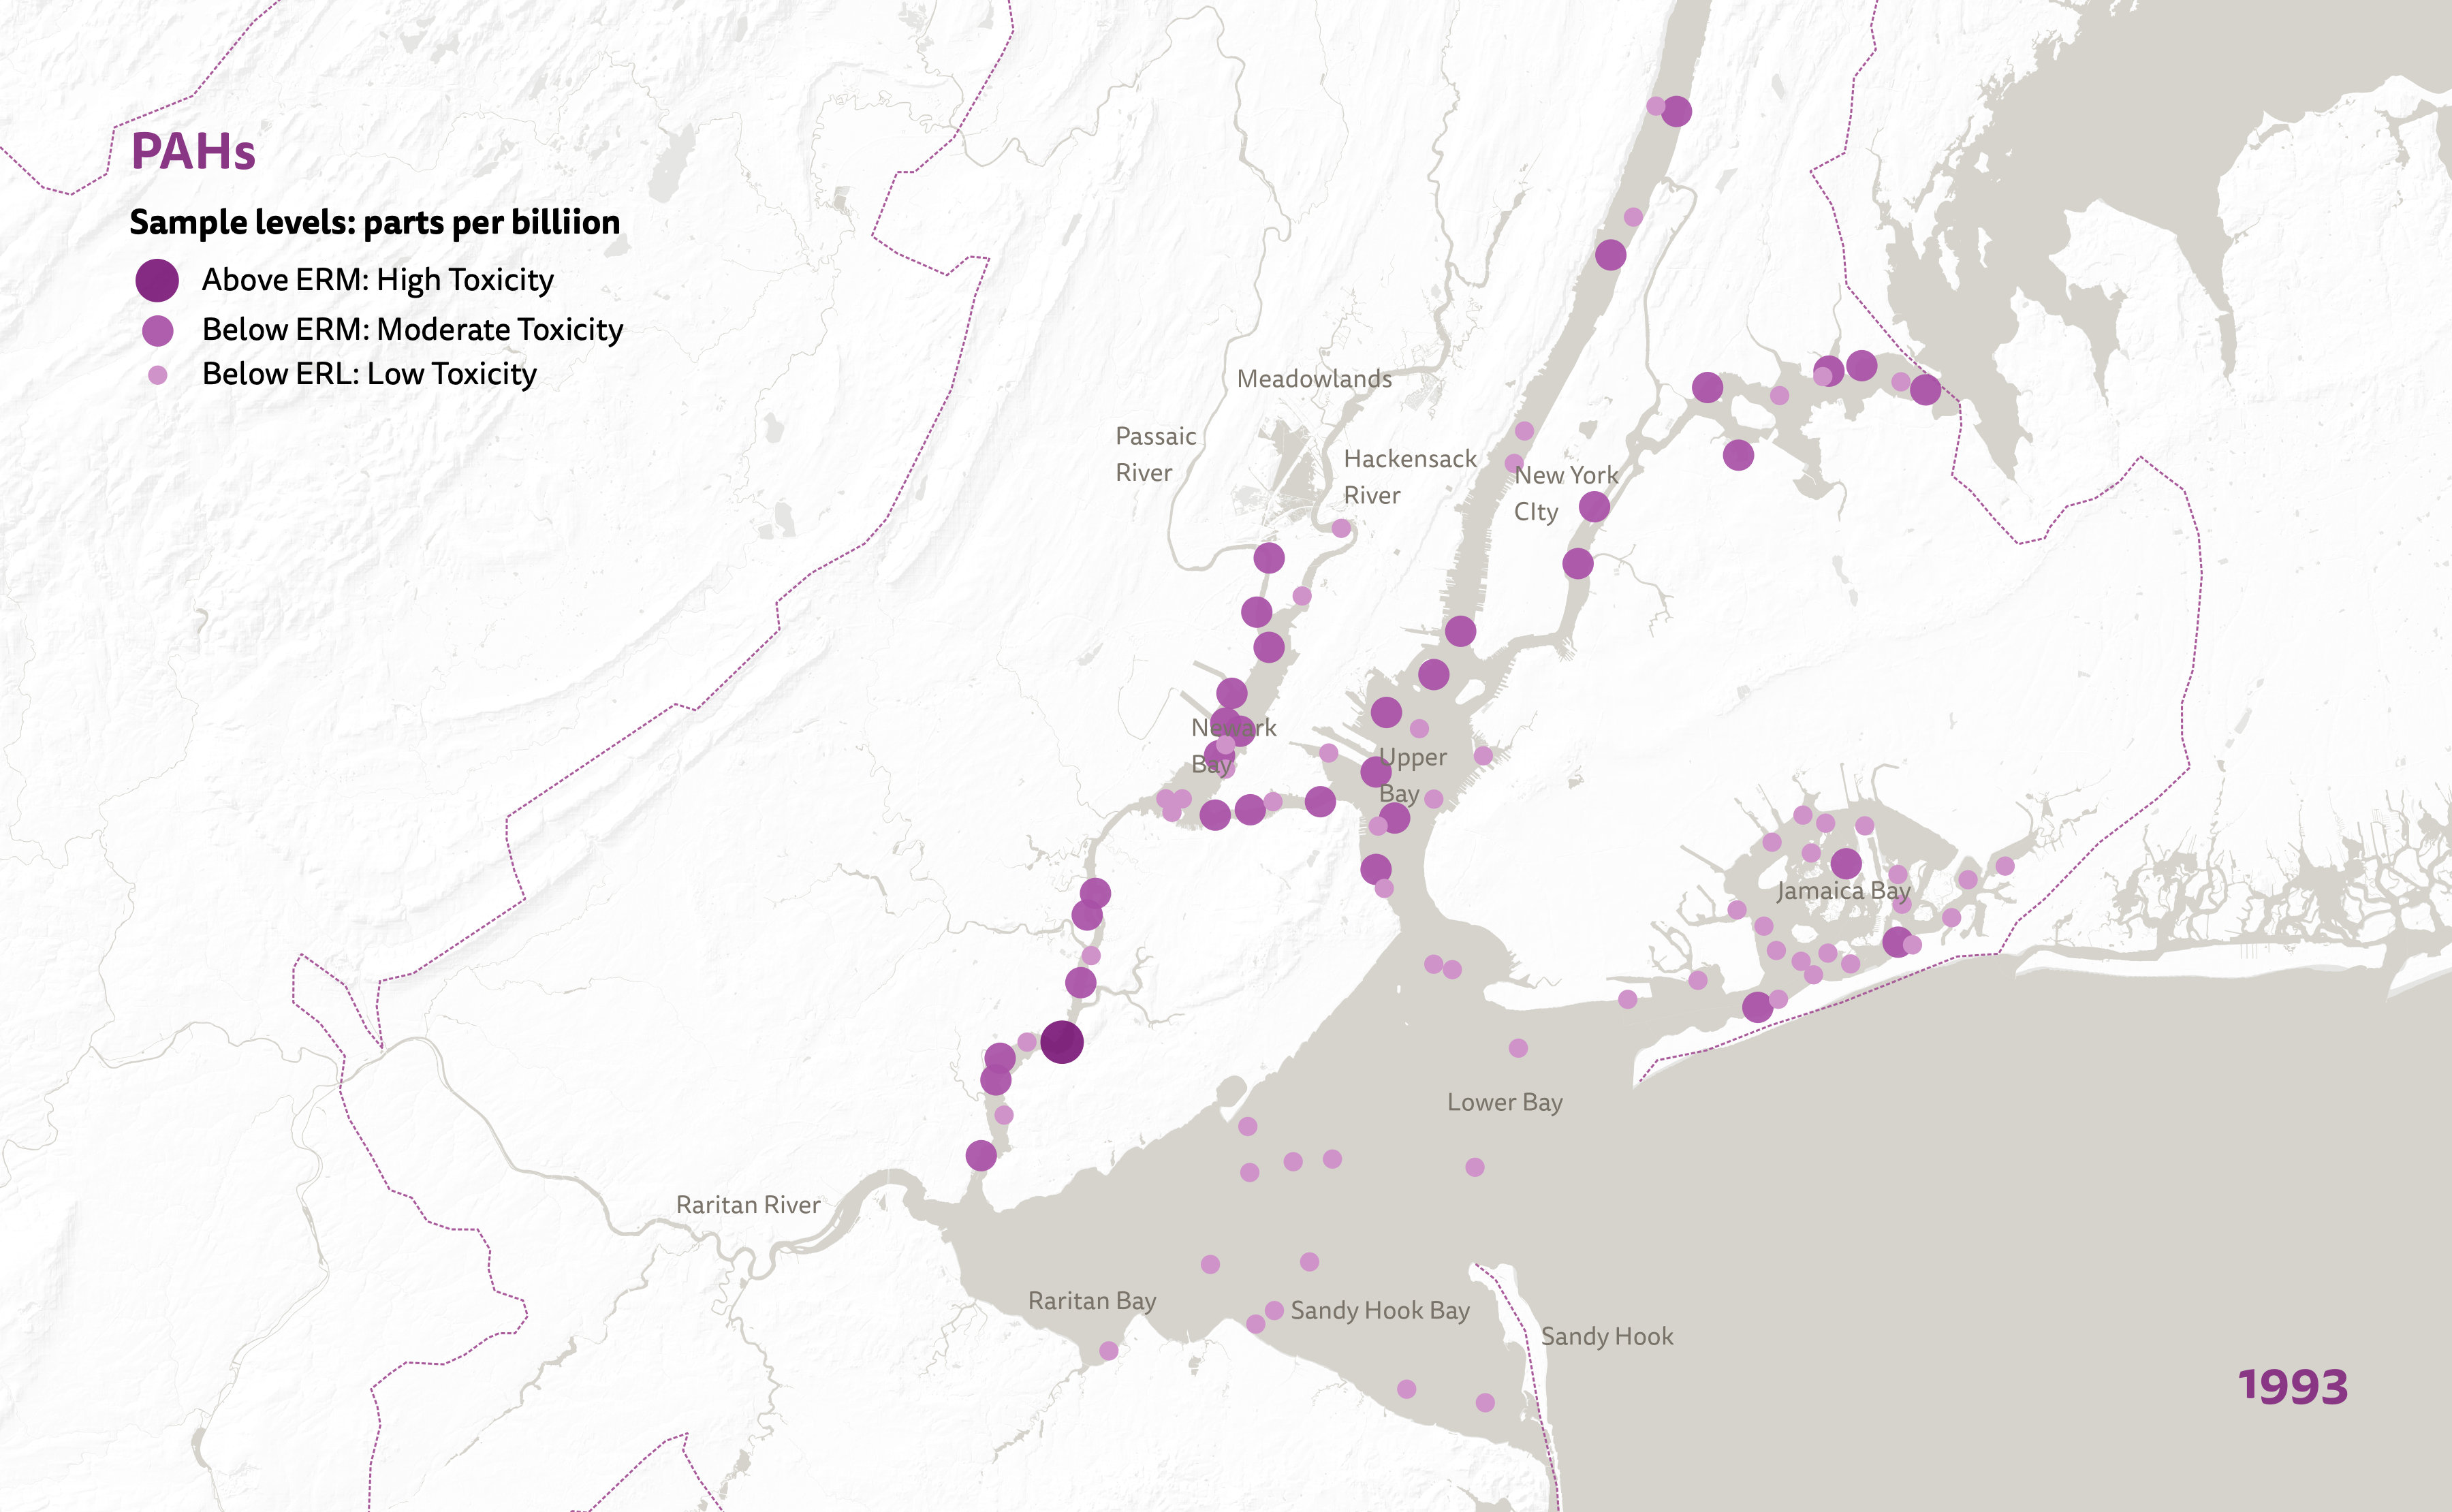 PAHs
Sample levels: parts per billiion
Above ERM: High Toxicity
Below ERM: Moderate Toxicity
Below ERL: Low Toxicity
Meadowlands
Passaic
River
Hackensack
River
New York
CIty
Newark
Bay
Upper
Bay
Jamaica Bay
Lower Bay
Raritan River
Raritan Bay
Sandy Hook Bay
Sandy Hook
1993